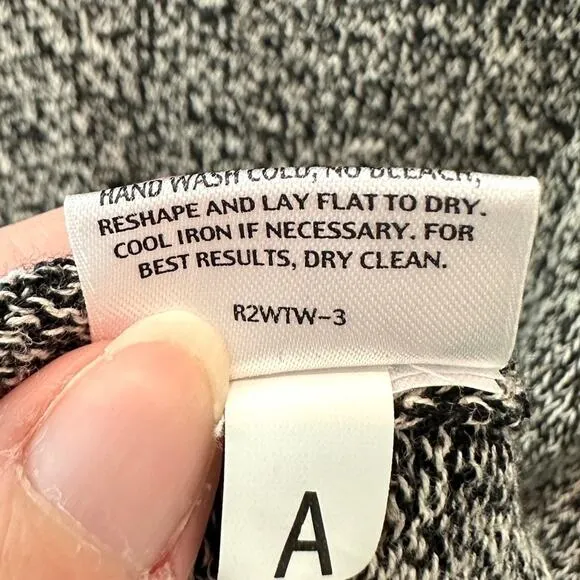 HAND WASH COLD, NO BLEACH,
RESHAPE AND LAY FLAT TO DRY.
COOL IRON IF NECESSARY. FOR
BEST RESULTS, DRY CLEAN.
R2WTW-3
A